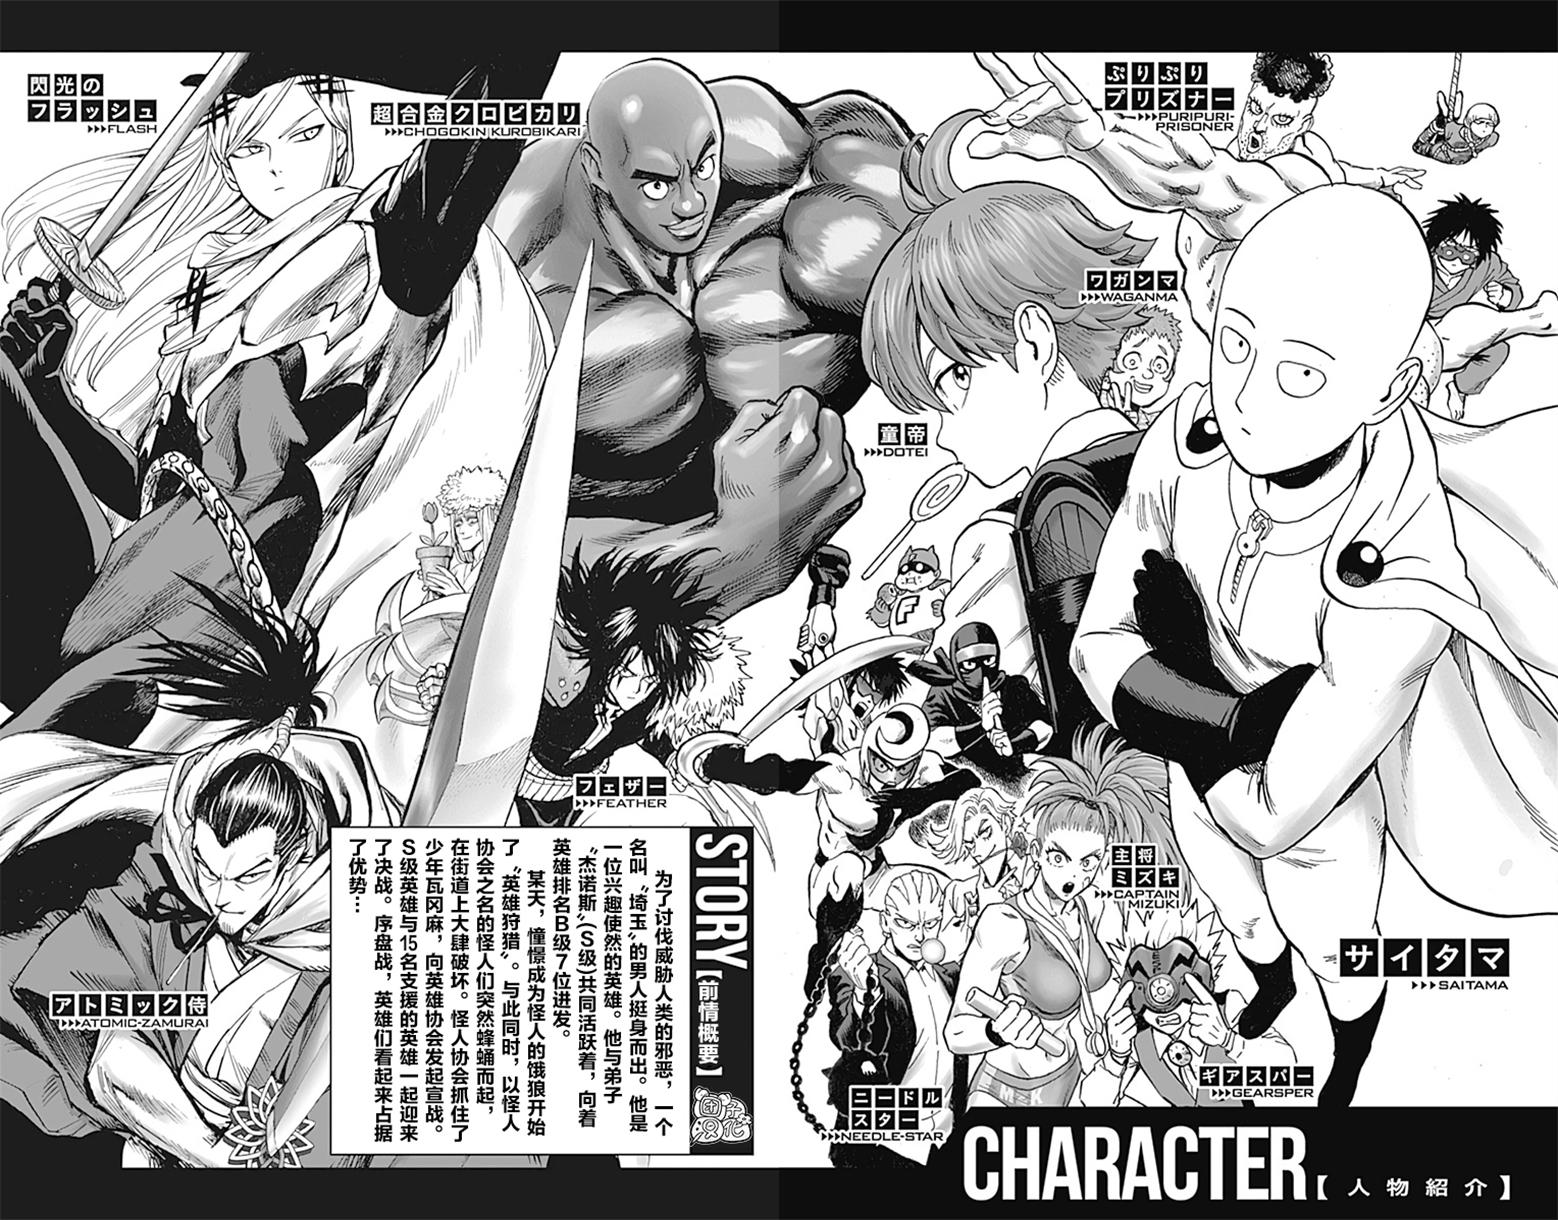 ぷりぷり
プリズナー
PURIPURI-
PRISONER
ワガンマ
WAGANMA
童帝
DOTEI
サイタマ
SAITAMA
主将
ミズキ
CAPTAIN
MIZUKI
ギアスパー
GEARSPER
ニードル
スター
NEEDLE-STAR
F
MZK
CHARACTER
【人物紹介】
超合金クロビカリ
CHOGOKIN KUROBIKARI
閃光の
フラッシュ
FLASH
フェザー
FEATHER
アトミック侍
ATOMIC-ZAMURAI
STORY【前情概要】
团子汉化
为了讨伐威胁人类的邪恶，一个
名叫〝埼玉〞的男人挺身而出。他是
一位兴趣使然的英雄。他与弟子
〝杰诺斯〞(S级)共同活跃着，向着
英雄排名B级7位进发。
某天，憧憬成为怪人的饿狼开始
了〝英雄狩猎〞。与此同时，以怪人
协会之名的怪人们突然蜂蛹而起，
在街道上大肆破坏。怪人协会抓住了
少年瓦冈麻，向英雄协会发起宣战。
S级英雄与15名支援的英雄一起迎来
了决战。序盘战，英雄们看起来占据
了优势…